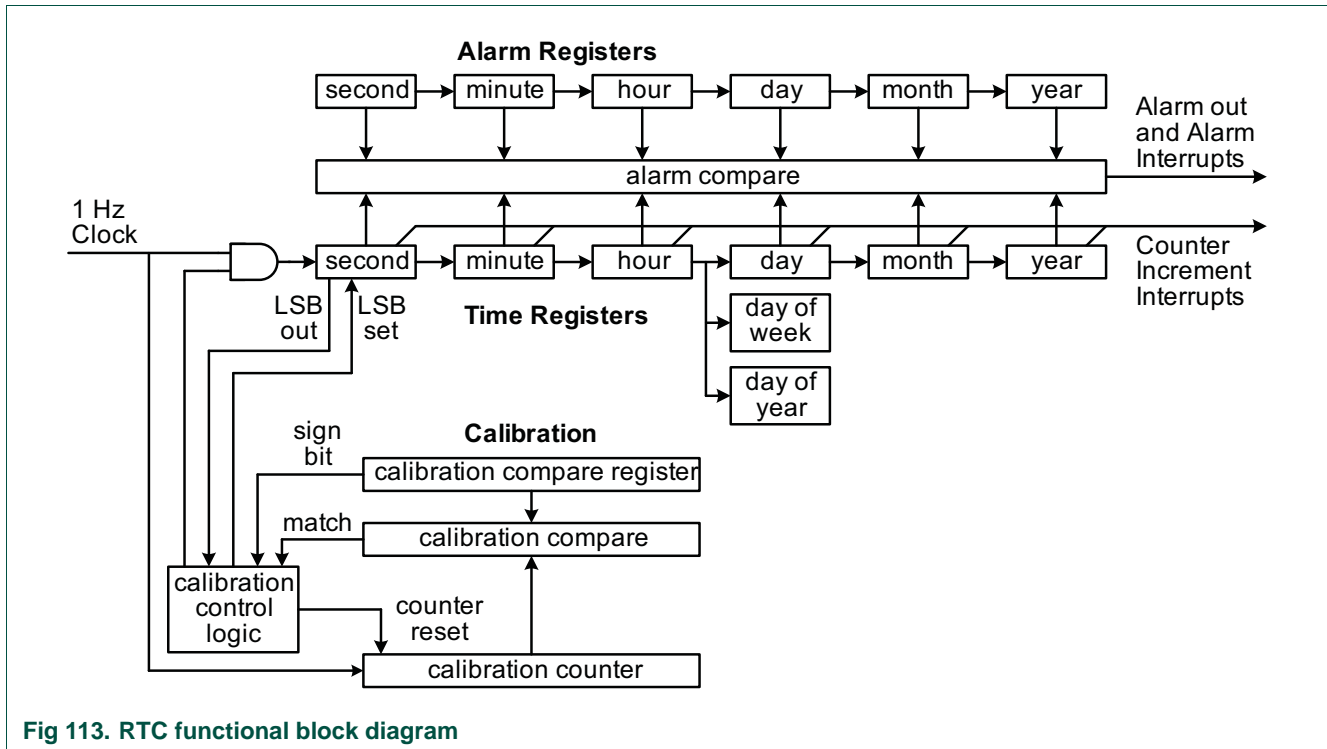 Alarm Registers
second minute hour day month year
Alarm out
and Alarm
Interrupts
alarm compare
1 Hz
Clock
second minute hour day month year
Counter
Increment
Interrupts
LSB
out
LSB
set
Time Registers
day of
week
day of
year
Calibration
sign
bit
calibration compare register
match
calibration compare
calibration
control
logic
counter
reset
calibration counter
Fig 113. RTC functional block diagram